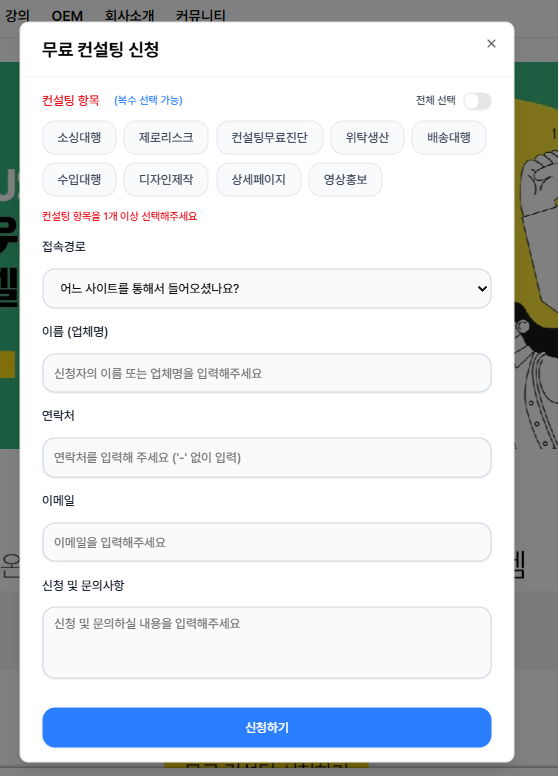 강의 OEM 회사소개 커뮤니티
무료 컨설팅 신청 ×
컨설팅 항목 (복수 선택 가능) 전체 선택
소싱대행 제로리스크 컨설팅무료진단 위탁생산 배송대행
수입대행 디자인제작 상세페이지 영상홍보
컨설팅 항목을 1개 이상 선택해주세요
접속경로
어느 사이트를 통해서 들어오셨나요?
이름 (업체명)
신청자의 이름 또는 업체명을 입력해주세요
연락처
연락처를 입력해 주세요 ('-' 없이 입력)
이메일
이메일을 입력해주세요
신청 및 문의사항
신청 및 문의하실 내용을 입력해주세요
신청하기